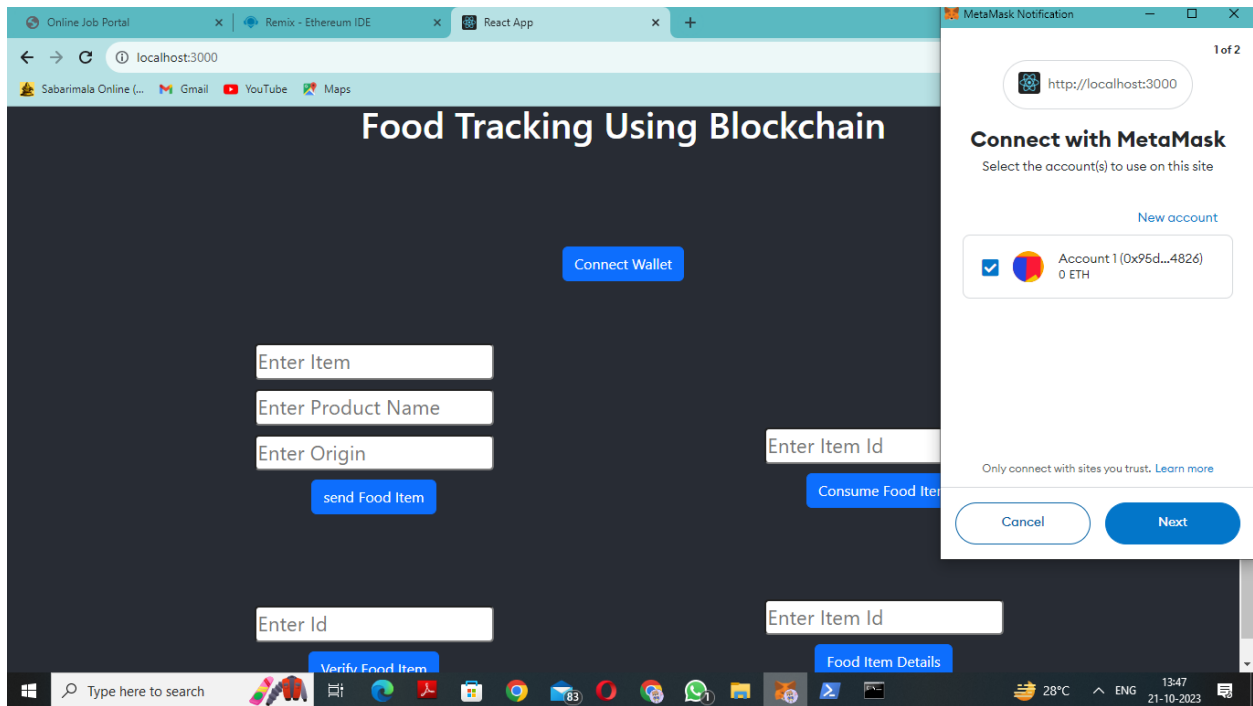 Online Job Portal
Remix - Ethereum IDE
React App
MetaMask Notification
localhost:3000
Sabarimala Online (...
Gmail
YouTube
Maps
Food Tracking Using Blockchain
Connect Wallet
Enter Item
Enter Product Name
Enter Origin
send Food Item
Enter Item Id
Consume Food Iter
Enter Id
Verify Food Item
Enter Item Id
Food Item Details
1 of 2
http://localhost:3000
Connect with MetaMask
Select the account(s) to use on this site
New account
Account 1 (0x95d...4826)
0 ETH
Only connect with sites you trust. Learn more
Cancel
Next
Type here to search
83
1
28°C
ENG
13:47
21-10-2023